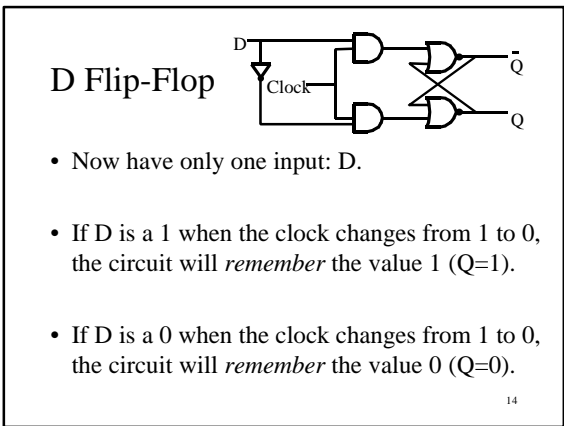 D
Q̄
D Flip-Flop
Clock
Q
• Now have only one input: D.
• If D is a 1 when the clock changes from 1 to 0,
the circuit will remember the value 1 (Q=1).
• If D is a 0 when the clock changes from 1 to 0,
the circuit will remember the value 0 (Q=0).
14